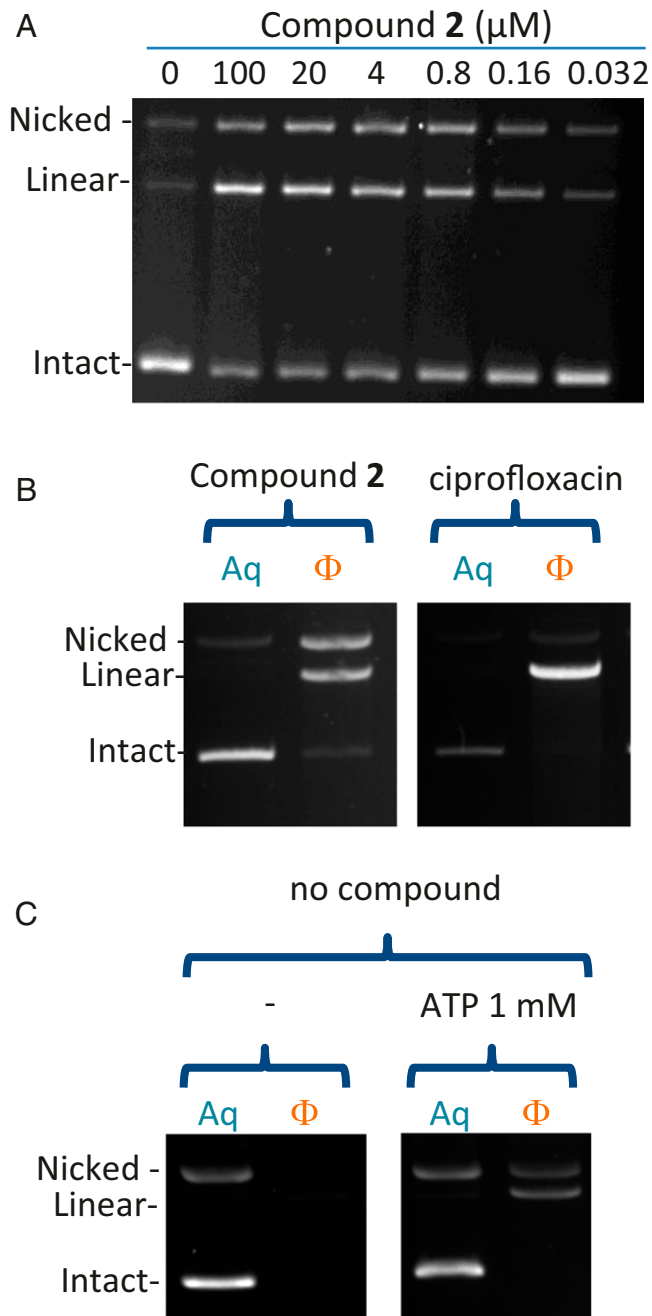 A
Compound 2 (µM)
0 100 20 4 0.8 0.16 0.032
Nicked -
Linear-
Intact-
B
Compound 2 ciprofloxacin
Aq Φ Aq Φ
Nicked -
Linear-
Intact-
no compound
C
- ATP 1 mM
Aq Φ Aq Φ
Nicked -
Linear-
Intact-